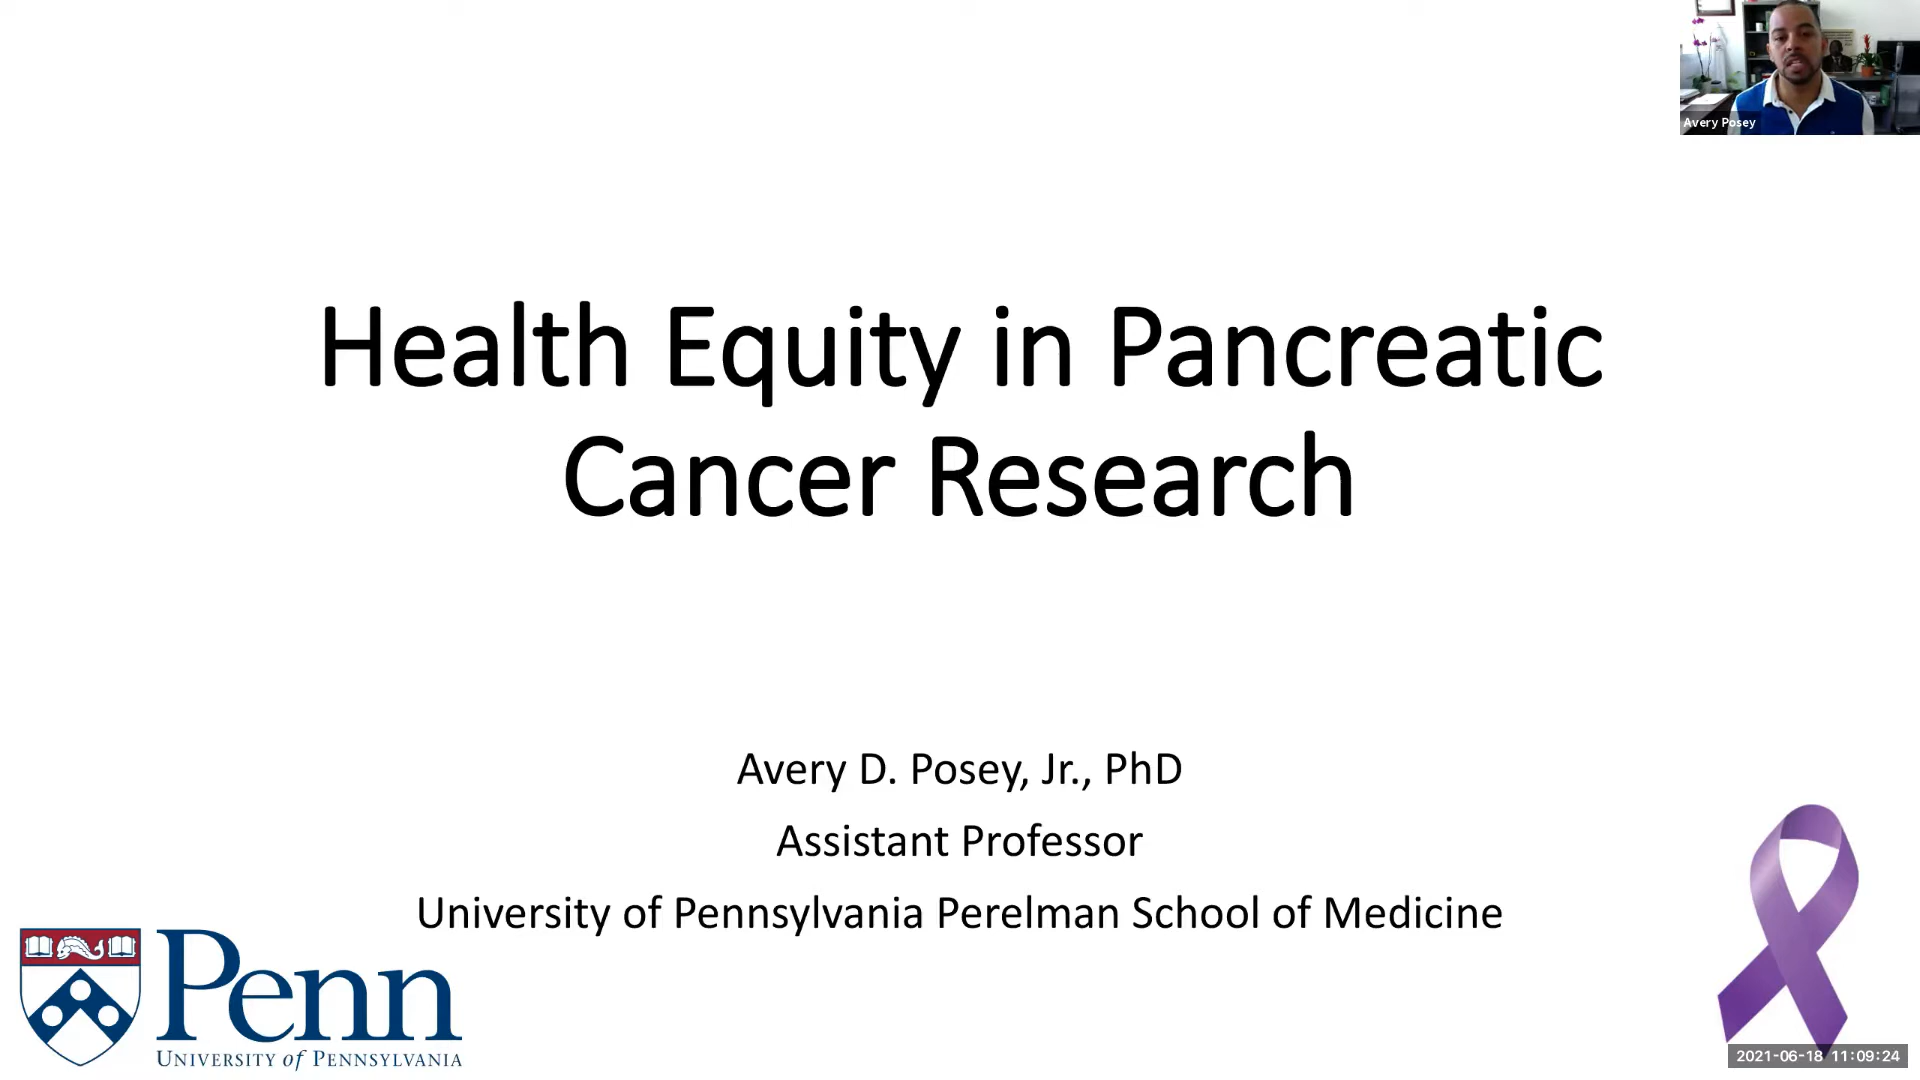 Avery Posey
Health Equity in Pancreatic
Cancer Research
Avery D. Posey, Jr., PhD
Assistant Professor
University of Pennsylvania Perelman School of Medicine
Penn
UNIVERSITY of PENNSYLVANIA
2021-06-18 11:09:24